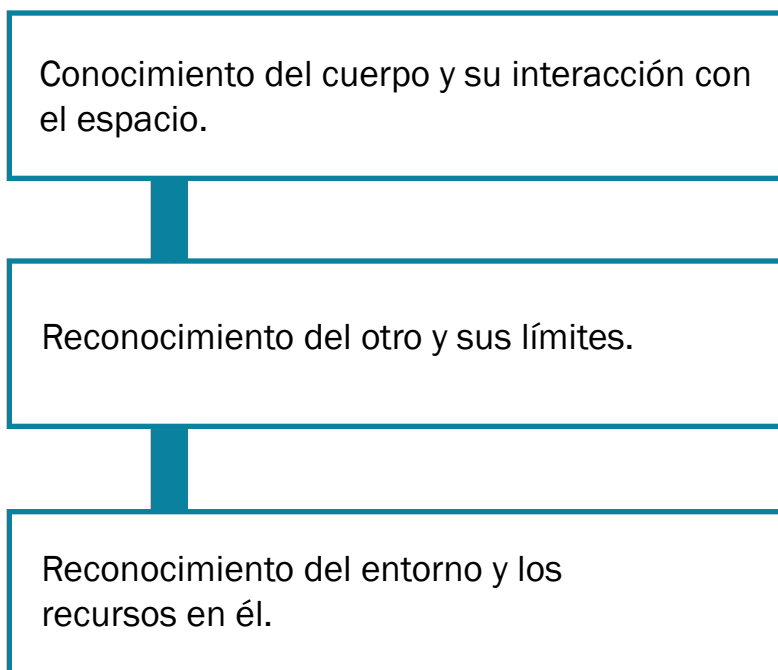 Conocimiento del cuerpo y su interacción con
el espacio.
Reconocimiento del otro y sus límites.
Reconocimiento del entorno y los
recursos en él.